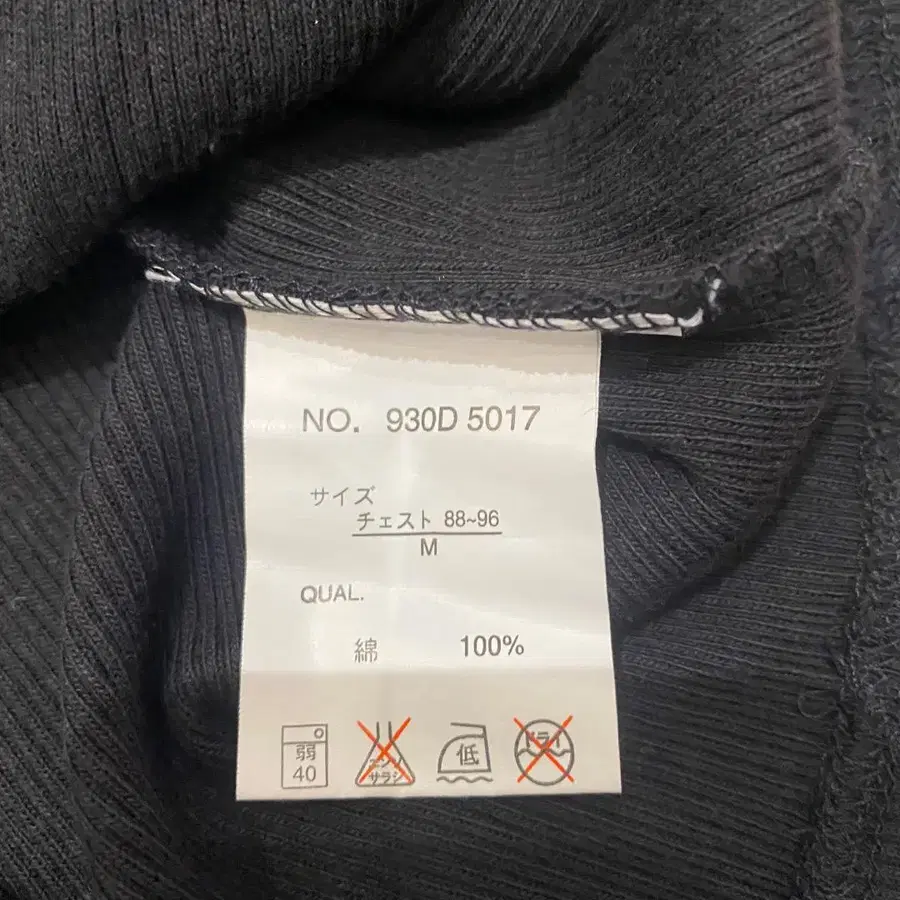 NO. 930D 5017
サイズ
チェスト 88~96
M
QUAL.
綿 100%
弱
40
エンソ
サラシ
低
ドライ